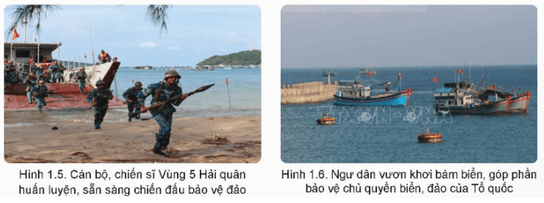 Hình 1.5. Cán bộ, chiến sĩ Vùng 5 Hải quân
huấn luyện, sẵn sàng chiến đấu bảo vệ đảo
Hình 1.6. Ngư dân vươn khơi bám biển, góp phần
bảo vệ chủ quyền biển, đảo của Tổ quốc